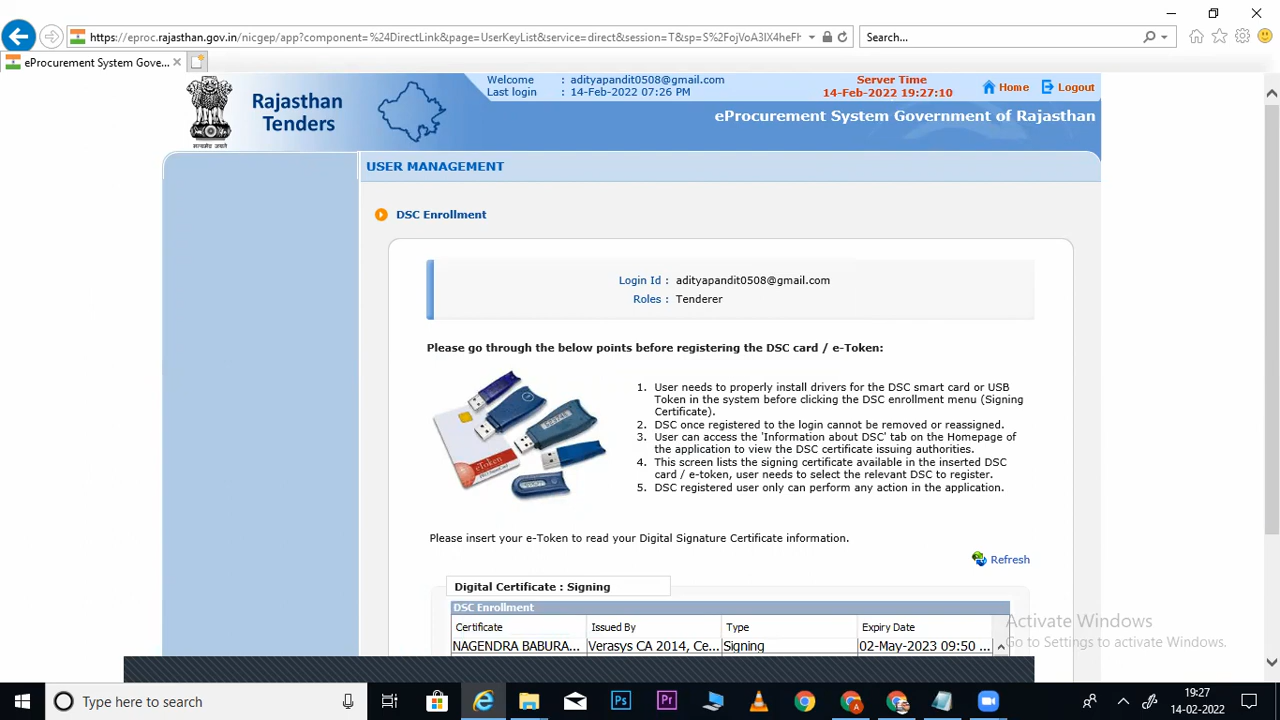 https://eproc.rajasthan.gov.in/nicgep/app?component=%24DirectLink&page=UserKeyList&service=direct&session=T&sp=S%2FojVoA3IX4heFh
Search...
eProcurement System Gove...
Welcome : adityapandit0508@gmail.com
Last login : 14-Feb-2022 07:26 PM
Server Time
14-Feb-2022 19:27:10
Home
Logout
सत्यमेव जयते
Rajasthan
Tenders
eProcurement System Government of Rajasthan
USER MANAGEMENT
DSC Enrollment
Login Id : adityapandit0508@gmail.com
Roles : Tenderer
Please go through the below points before registering the DSC card / e-Token:
1. User needs to properly install drivers for the DSC smart card or USB
Token in the system before clicking the DSC enrollment menu (Signing
Certificate).
2. DSC once registered to the login cannot be removed or reassigned.
3. User can access the 'Information about DSC' tab on the Homepage of
the application to view the DSC certificate issuing authorities.
4. This screen lists the signing certificate available in the inserted DSC
card / e-token, user needs to select the relevant DSC to register.
5. DSC registered user only can perform any action in the application.
eToken
Please insert your e-Token to read your Digital Signature Certificate information.
Refresh
Digital Certificate : Signing
DSC Enrollment
Certificate Issued By Type Expiry Date
NAGENDRA BABURA... Verasys CA 2014, Ce... Signing 02-May-2023 09:50 ...
Activate Windows
Go to Settings to activate Windows.
Type here to search
Ps
Pr
A
19:27
14-02-2022